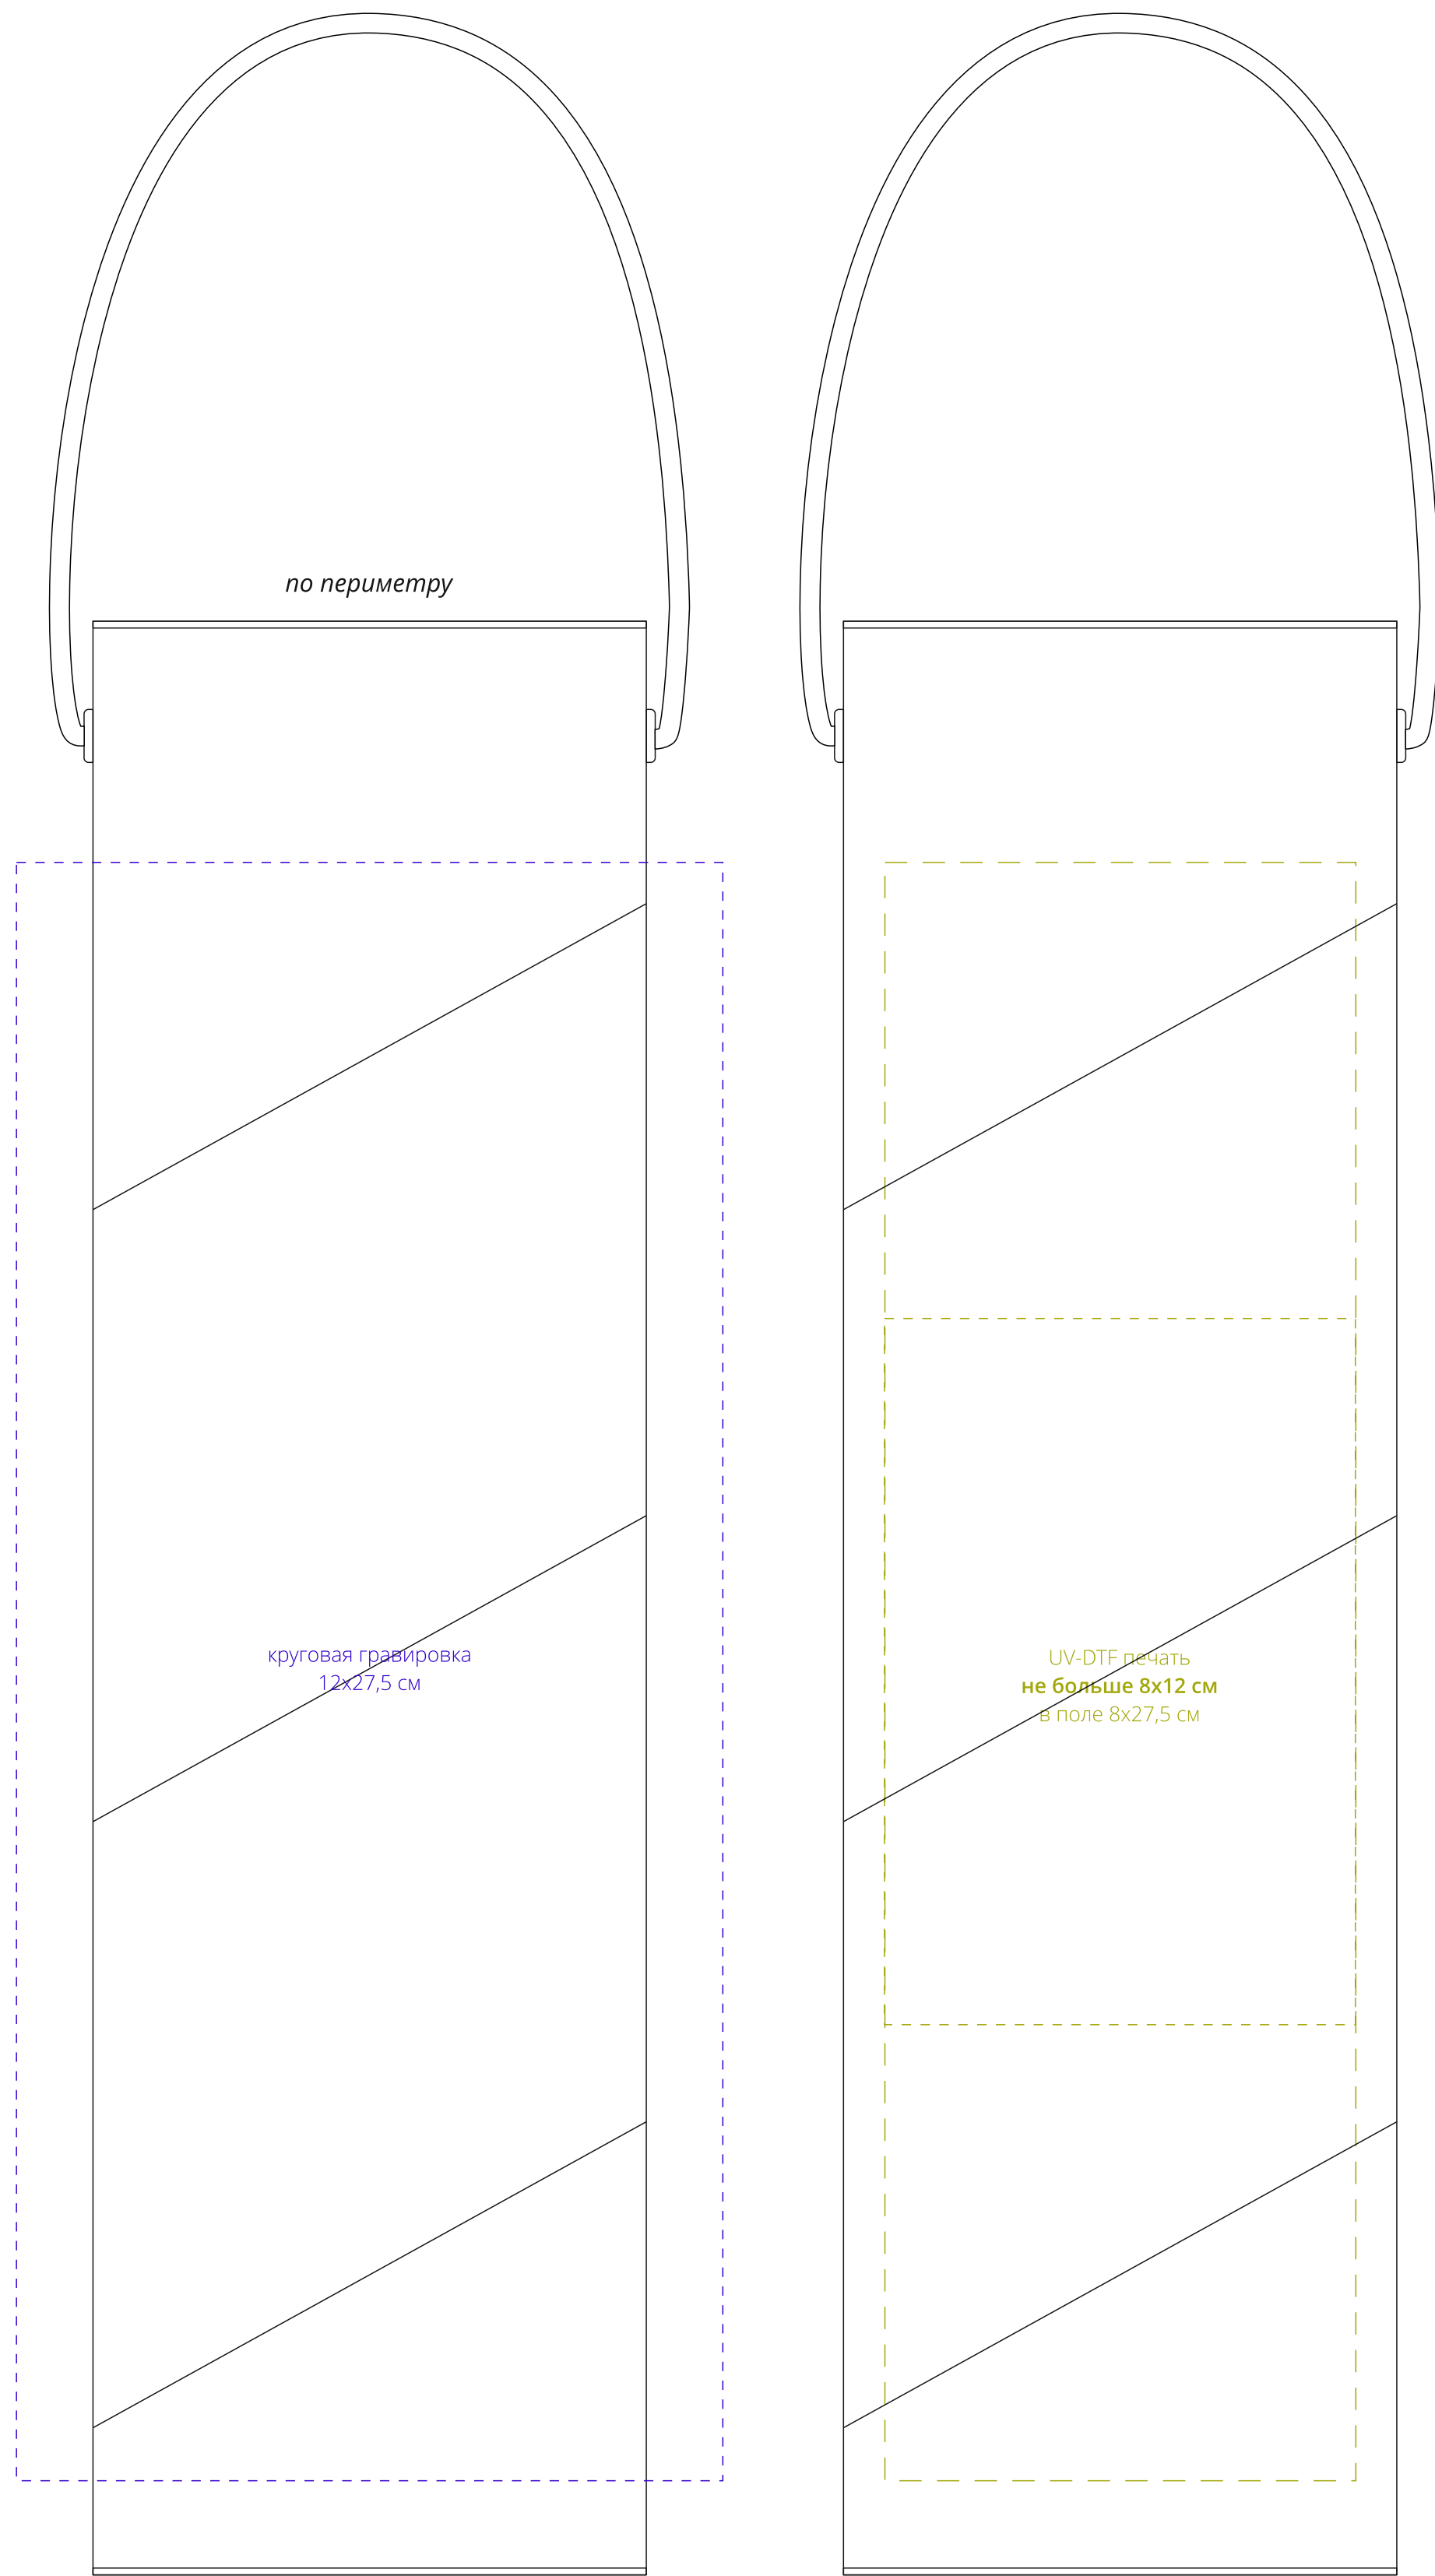 по периметру
круговая гравировка
12х27,5 см
UV-DTF печать
не больше 8х12 см
в поле 8х27,5 см